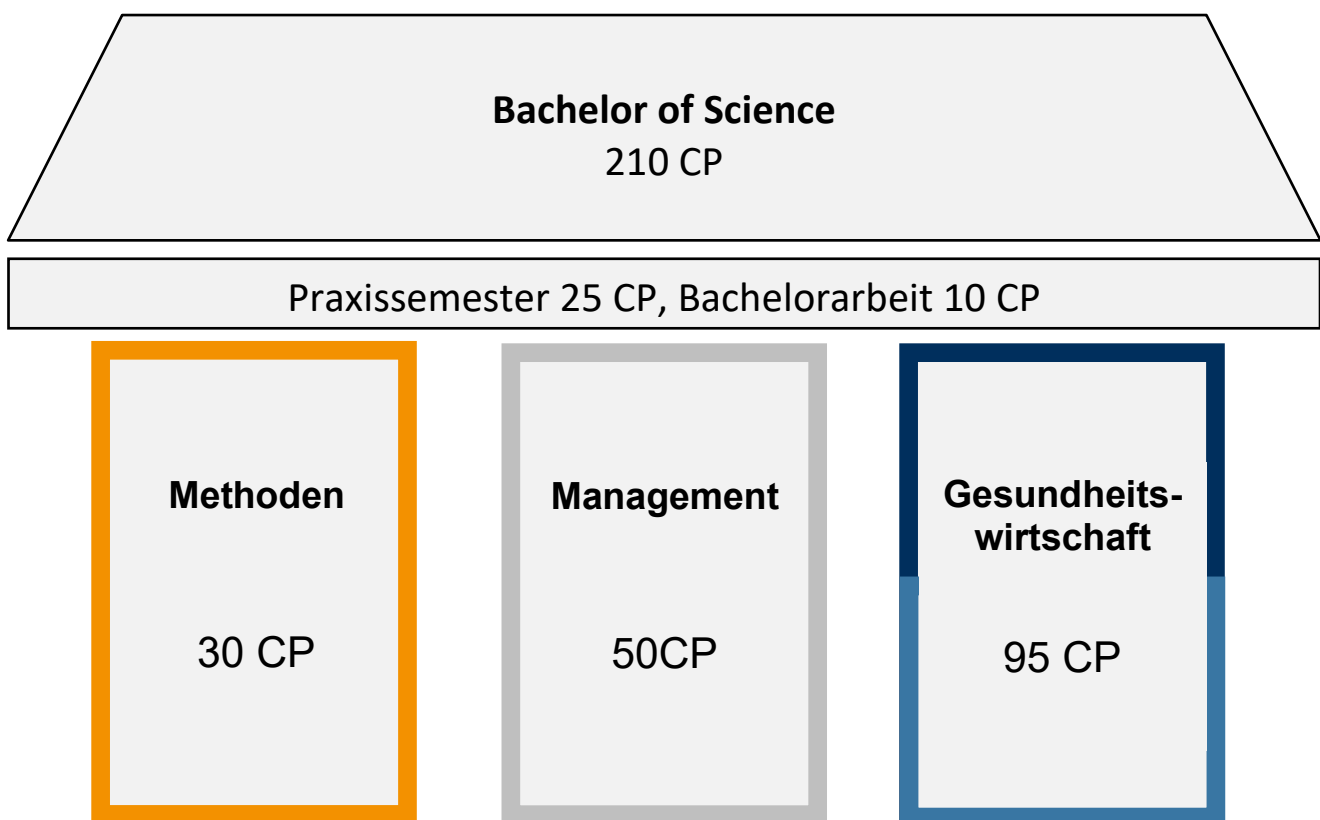 Bachelor of Science
210 CP
Praxissemester 25 CP, Bachelorarbeit 10 CP
Methoden
30 CP
Management
50CP
Gesundheits-
wirtschaft
95 CP